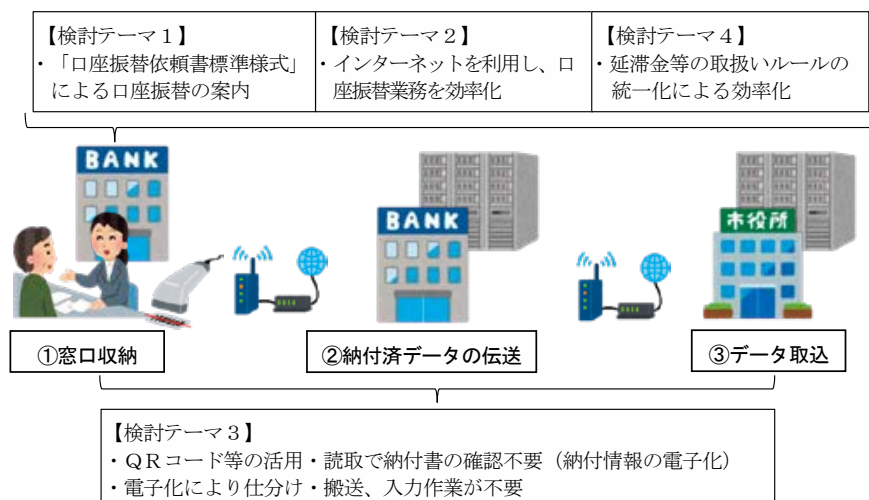 【検討テーマ１】
・「口座振替依頼書標準様式」
による口座振替の案内
【検討テーマ２】
・インターネットを利用し、口
座振替業務を効率化
【検討テーマ４】
・延滞金等の取扱いルールの
統一化による効率化
BANK
BANK
市役所
①窓口収納
②納付済データの伝送
③データ取込
【検討テーマ３】
・ＱＲコード等の活用・読取で納付書の確認不要（納付情報の電子化）
・電子化により仕分け・搬送、入力作業が不要